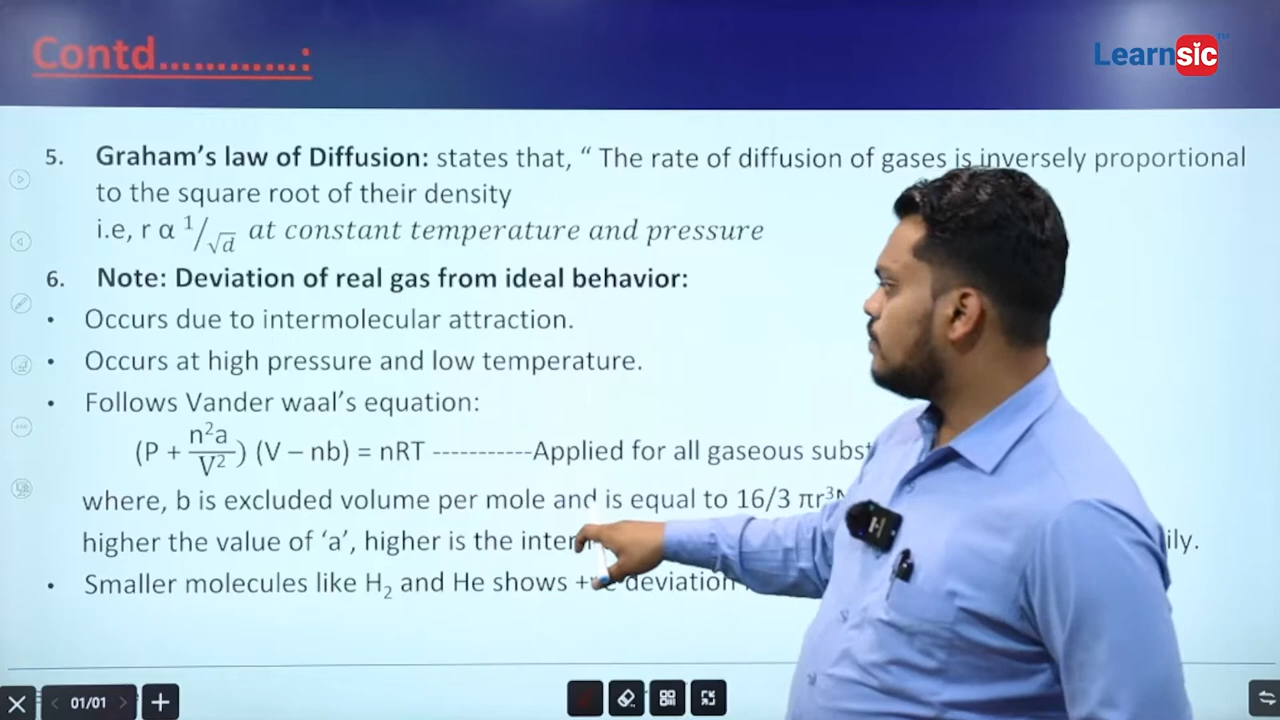 Contd............:
Learnsic™
5. Graham's law of Diffusion: states that, “ The rate of diffusion of gases is inversely proportional
to the square root of their density
i.e, r α 1/√d at constant temperature and pressure
6. Note: Deviation of real gas from ideal behavior:
• Occurs due to intermolecular attraction.
• Occurs at high pressure and low temperature.
• Follows Vander waal's equation:
(P + n²a/V²) (V – nb) = nRT -----------Applied for all gaseous
where, b is excluded volume per mole and is equal to 16/3 πr³
higher the value of ‘a’, higher is the
• Smaller molecules like H₂ and He shows deviation
01/01